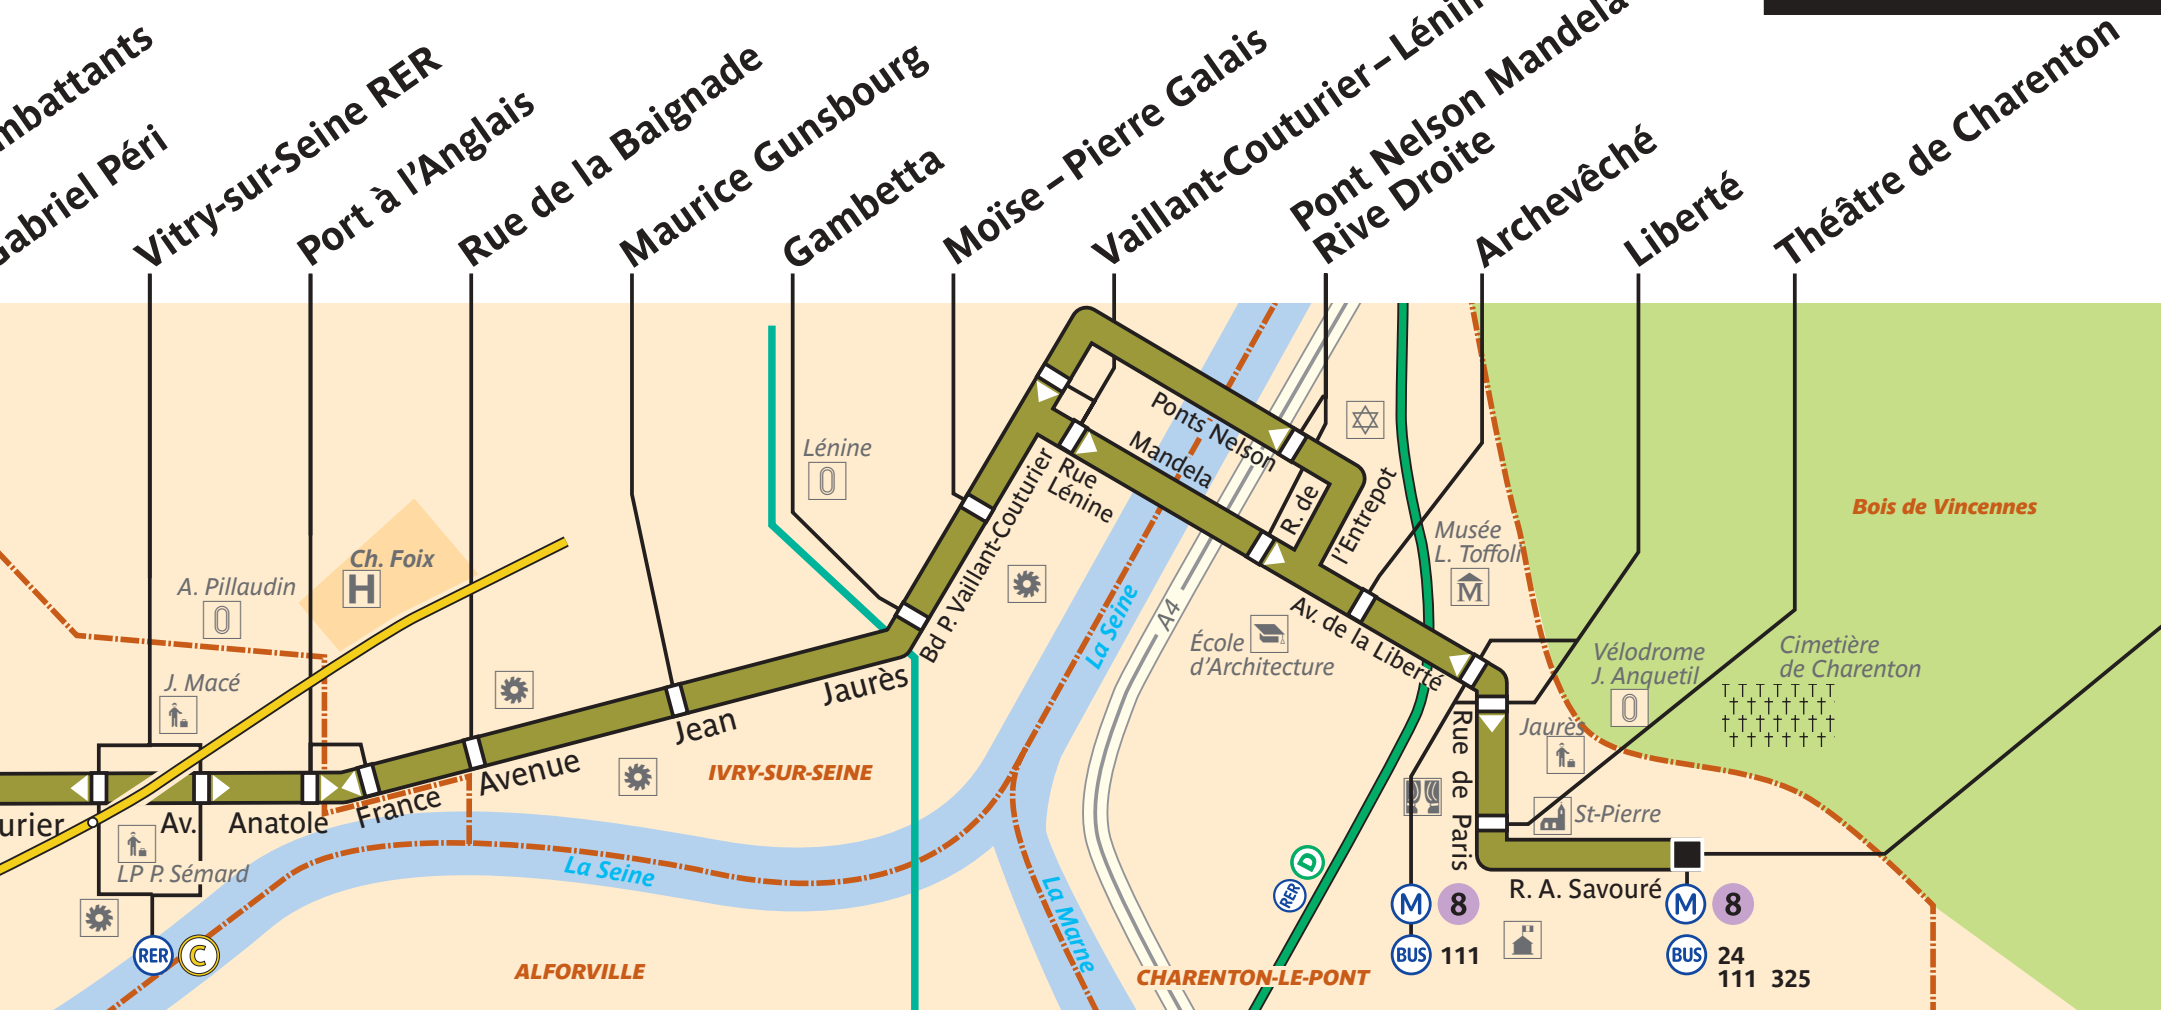 Gabriel Péri
Vitry-sur-Seine RER
Port à l'Anglais
Rue de la Baignade
Maurice Gunsbourg
Gambetta
Moïse – Pierre Galais
Vaillant-Couturier – Lénin
Pont Nelson Mandela
Rive Droite
Archevêché
Liberté
Théâtre de Charenton
Lénine
Ch. Foix
H
A. Pillaudin
J. Macé
Av.
Anatole
France
Avenue
Jean
Jaurès
Bd P. Vaillant-Couturier
Rue
Lénine
Ponts Nelson
Mandela
R. de
l'Entrepot
Av. de la Liberté
Rue de Paris
R. A. Savouré
LP P. Sémard
RER C
La Seine
La Seine
La Marne
A4
École
d'Architecture
Musée
L. Toffoli
M
Bois de Vincennes
Vélodrome
J. Anquetil
Cimetière
de Charenton
Jaurès
St-Pierre
IVRY-SUR-SEINE
ALFORVILLE
CHARENTON-LE-PONT
RER D
M 8
BUS 111
M 8
BUS 24
111 325